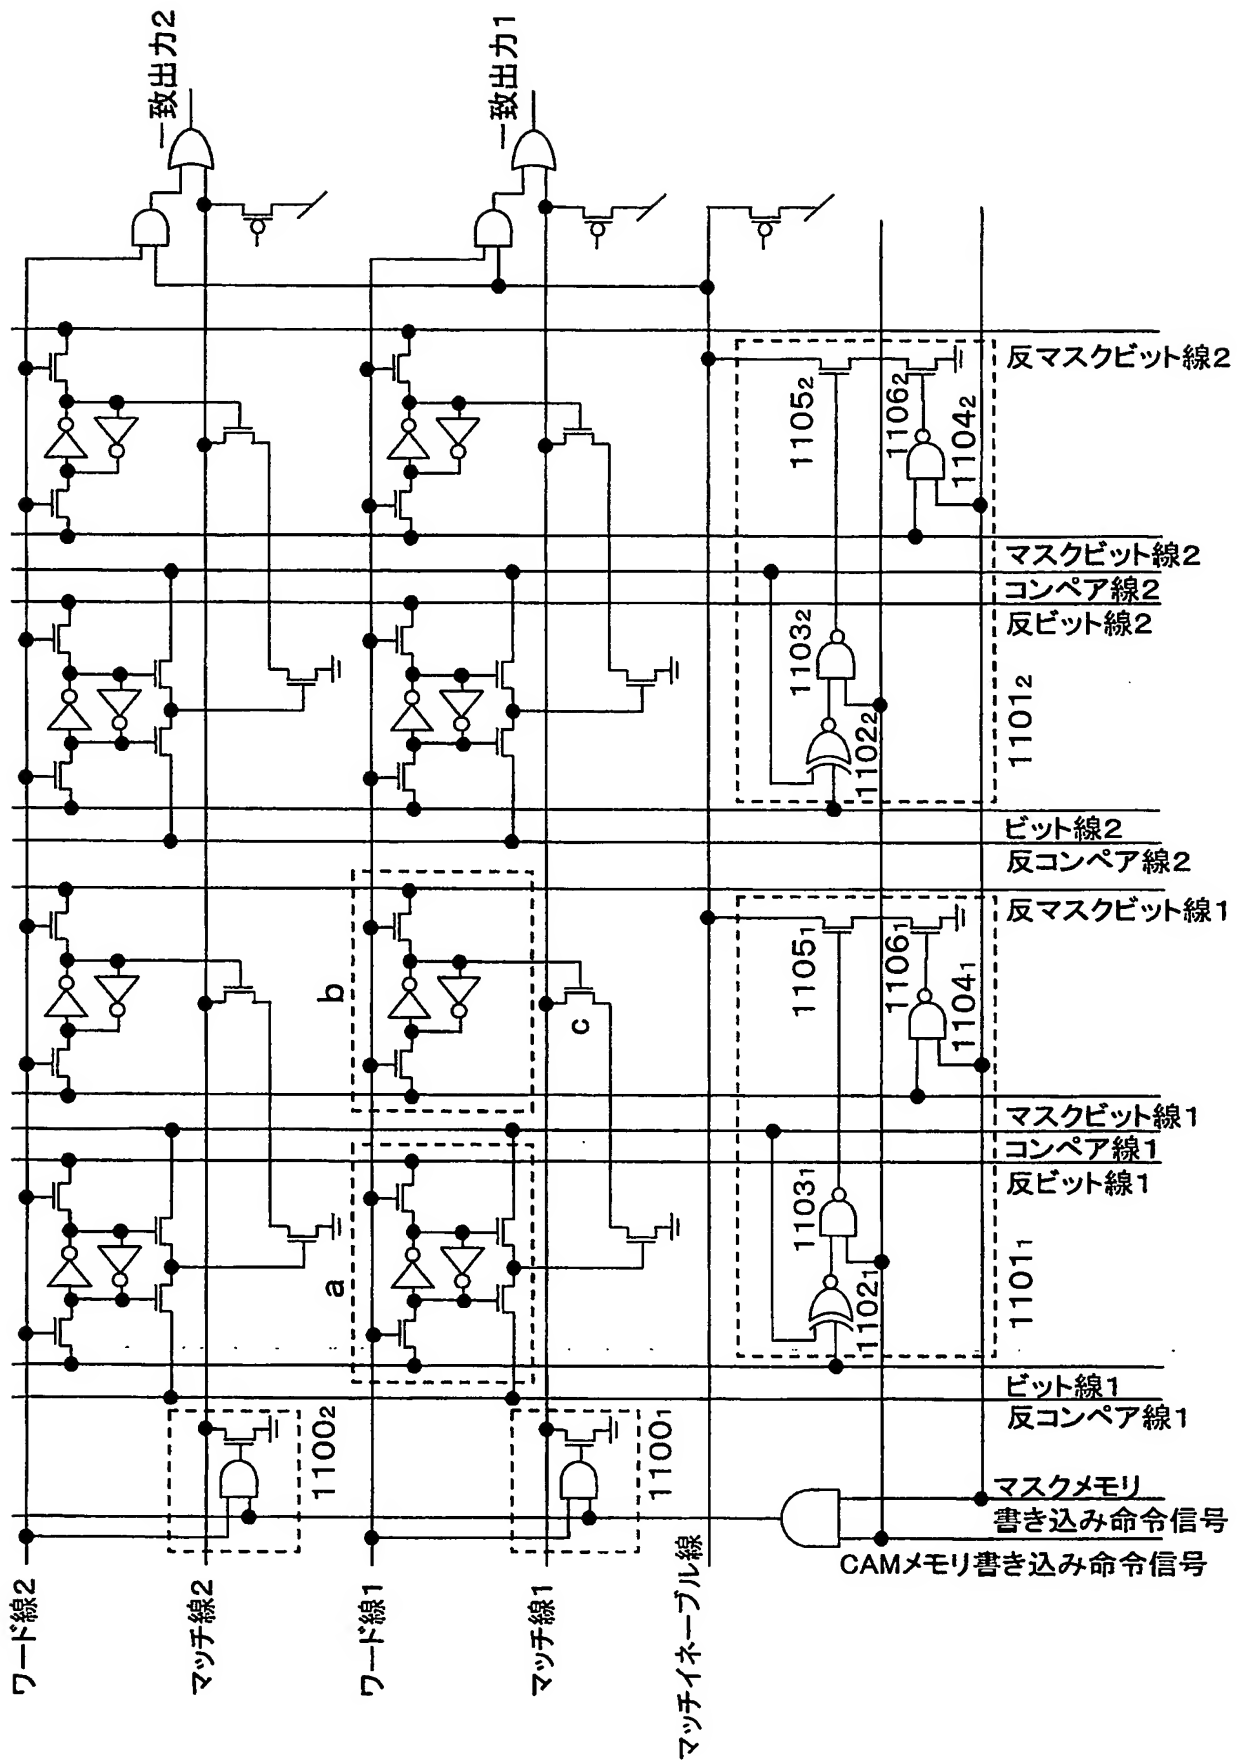 一致出力2
一致出力1
ワード線2
マッチ線2
ワード線1
マッチ線1
マッチイネーブル線
1100₂
1100₁
a
b
c
反マスクビット線2
マスクビット線2
コンペア線2
反ビット線2
1101₂
ビット線2
反コンペア線2
反マスクビット線1
マスクビット線1
コンペア線1
反ビット線1
1101₁
ビット線1
反コンペア線1
1105₂
1106₂
1104₂
1103₂
1102₂
1105₁
1106₁
1104₁
1103₁
1102₁
マスクメモリ
書き込み命令信号
CAMメモリ書き込み命令信号